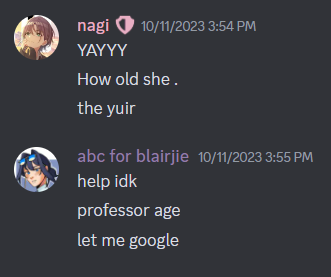 nagi 10/11/2023 3:54 PM
YAYYY
How old she .
the yuir
abc for blairjie 10/11/2023 3:55 PM
help idk
professor age
let me google